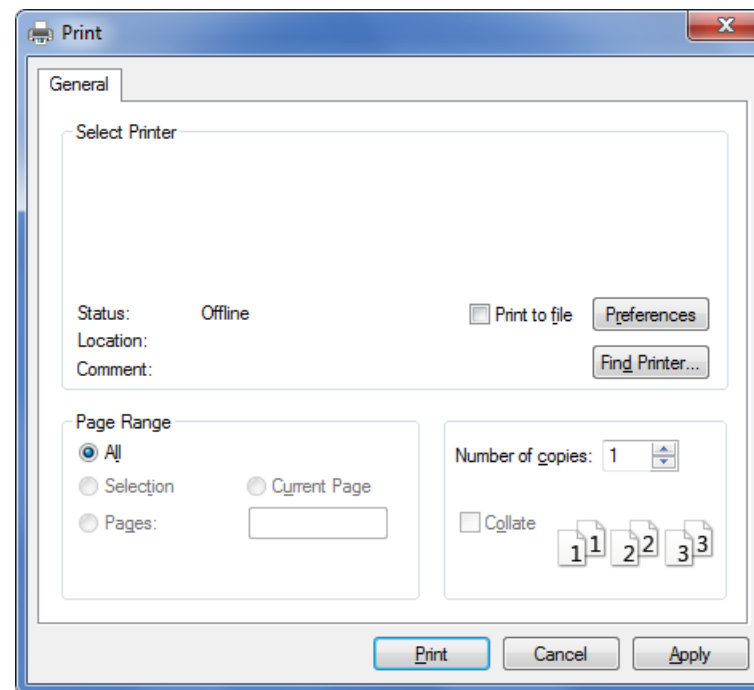 Print
General
Select Printer
Status: Offline
Print to file
Preferences
Location:
Comment:
Find Printer...
Page Range
All
Selection
Current Page
Pages:
Number of copies: 1
Collate
1 1 2 2 3 3
Print Cancel Apply